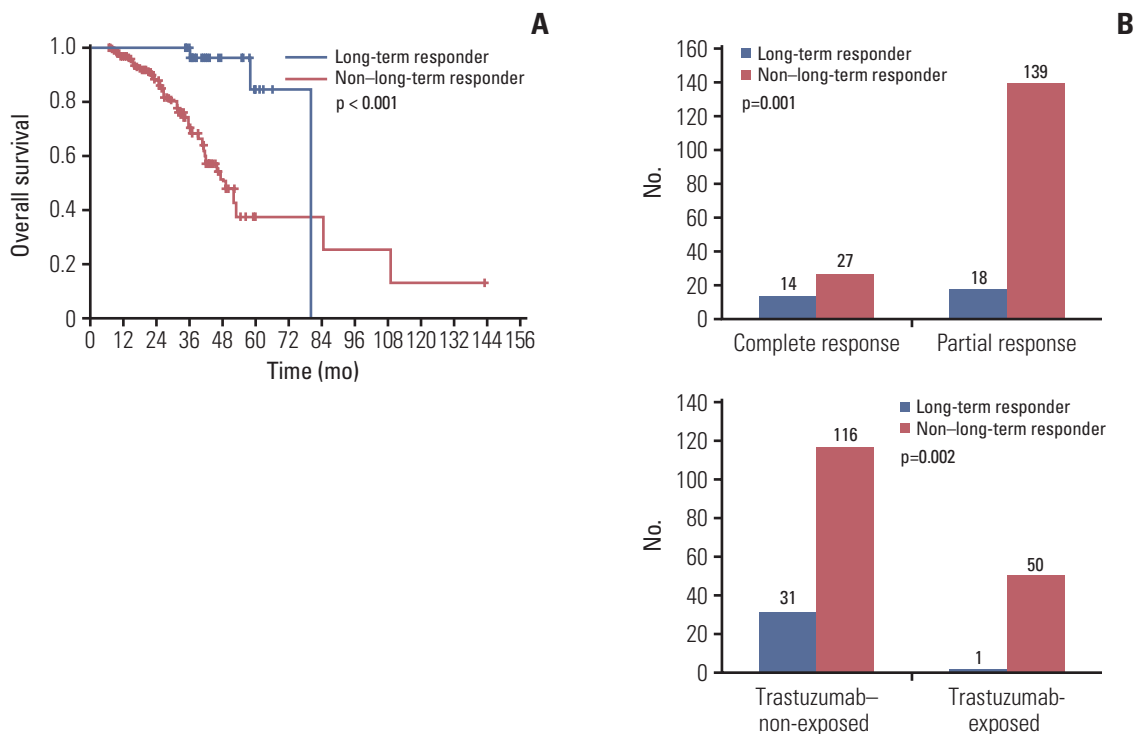 A
Overall survival
1.0
0.8
0.6
0.4
0.2
0
Long-term responder
Non–long-term responder
p < 0.001
0 12 24 36 48 60 72 84 96 108 120 132 144 156
Time (mo)
B
No.
160
140
120
100
80
60
40
20
0
Long-term responder
Non–long-term responder
p=0.001
14
27
18
139
Complete response
Partial response
No.
140
120
100
80
60
40
20
0
Long-term responder
Non–long-term responder
p=0.002
31
116
1
50
Trastuzumab–
non-exposed
Trastuzumab-
exposed